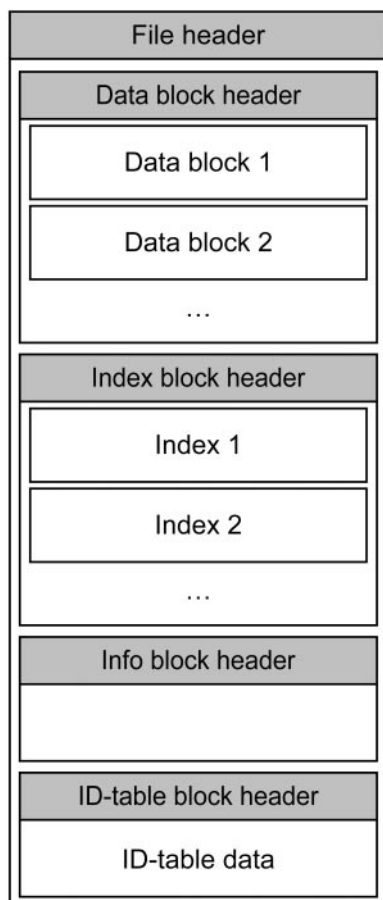 File header
Data block header
Data block 1
Data block 2
...
Index block header
Index 1
Index 2
...
Info block header
ID-table block header
ID-table data